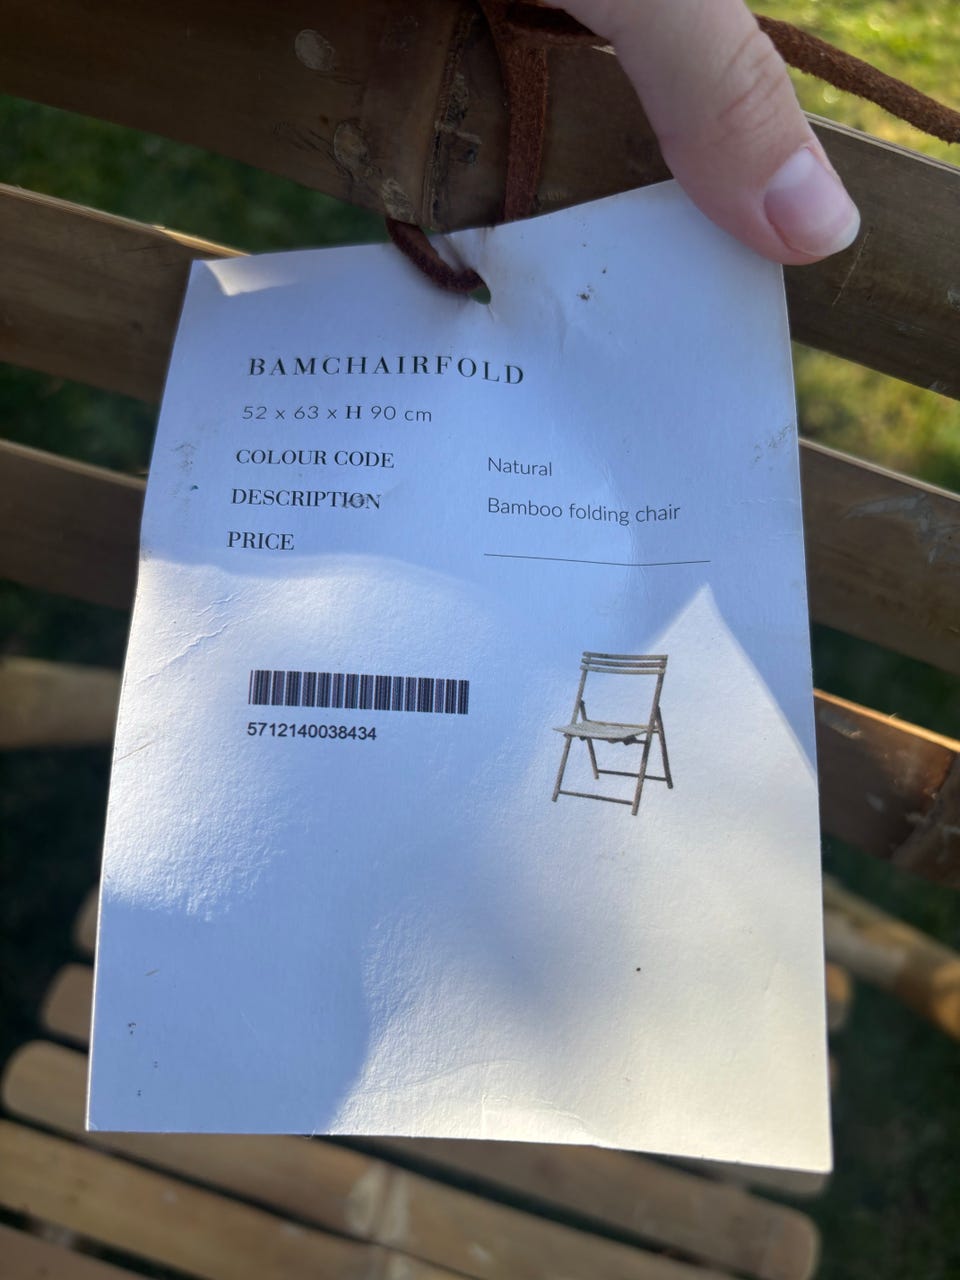 BAMCHAIRFOLD
52 x 63 x H 90 cm
COLOUR CODE Natural
DESCRIPTION Bamboo folding chair
PRICE
5712140038434